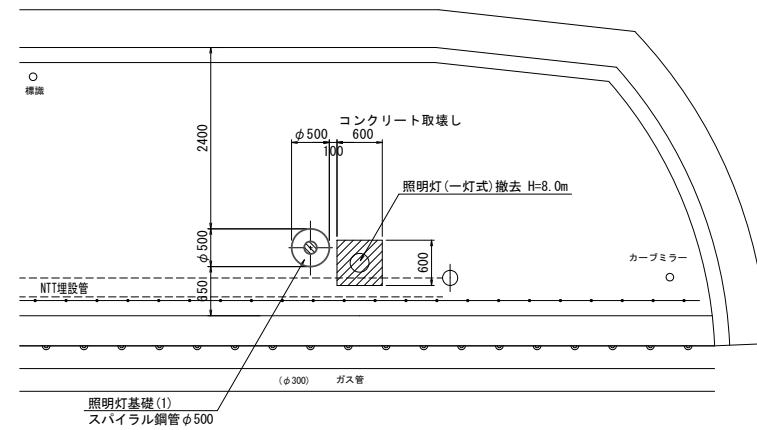 標識
コンクリート取壊し
φ500 600
100
2400
照明灯(一灯式)撤去 H=8.0m
φ500
600
カーブミラー
NTT埋設管
650
(φ300) ガス管
照明灯基礎(1)
スパイラル鋼管φ500